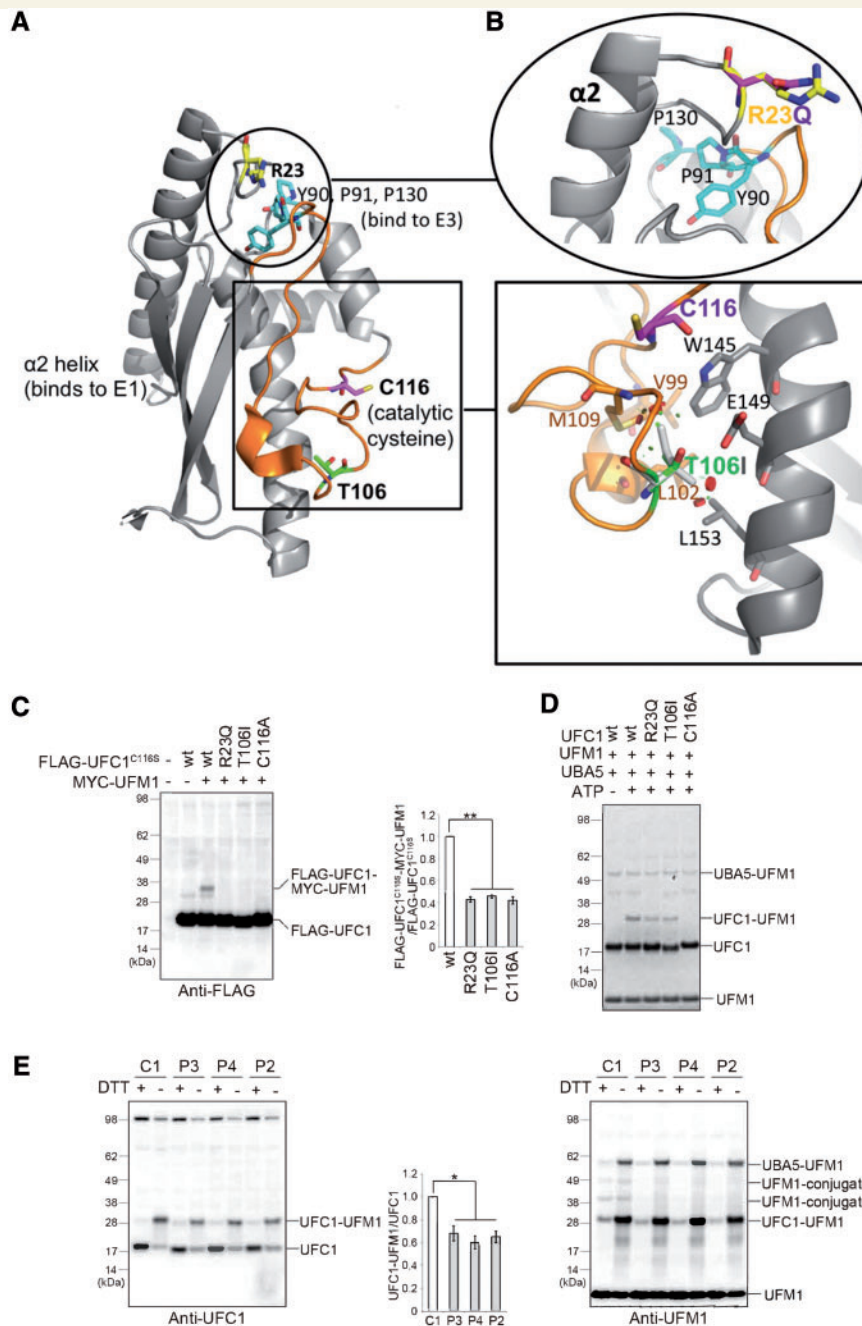 A
R23
Y90, P91, P130
(bind to E3)
α2 helix
(binds to E1)
C116
(catalytic
cysteine)
T106
B
α2
P130
R23Q
P91
Y90
C116
W145
V99
M109
E149
T106I
L102
L153
C
FLAG-UFC1C116S - wt wt R23Q T106I C116A
MYC-UFM1 - - + + + +
98
62
49
38
28
17
14
(kDa)
FLAG-UFC1-
MYC-UFM1
FLAG-UFC1
Anti-FLAG
FLAG-UFC1C116S-MYC-UFM1
/FLAG-UFC1C116S
1.2
1.0
0.8
0.6
0.4
0.2
0
**
wt
R23Q
T106I
C116A
D
UFC1 wt wt R23Q T106I C116A
UFM1 + + + + +
UBA5 + + + + +
ATP - + + + +
98
62
49
38
28
17
14
(kDa)
UBA5-UFM1
UFC1-UFM1
UFC1
UFM1
E
C1 P3 P4 P2
DTT + - + - + - + -
98
62
49
38
28
17
14
(kDa)
UFC1-UFM1
UFC1
Anti-UFC1
UFC1-UFM1/UFC1
1.2
1.0
0.8
0.6
0.4
0.2
0
*
C1 P3 P4 P2
C1 P3 P4 P2
DTT + - + - + - + -
98
62
49
38
28
17
14
(kDa)
UBA5-UFM1
UFM1-conjugat
UFM1-conjugat
UFC1-UFM1
UFM1
Anti-UFM1